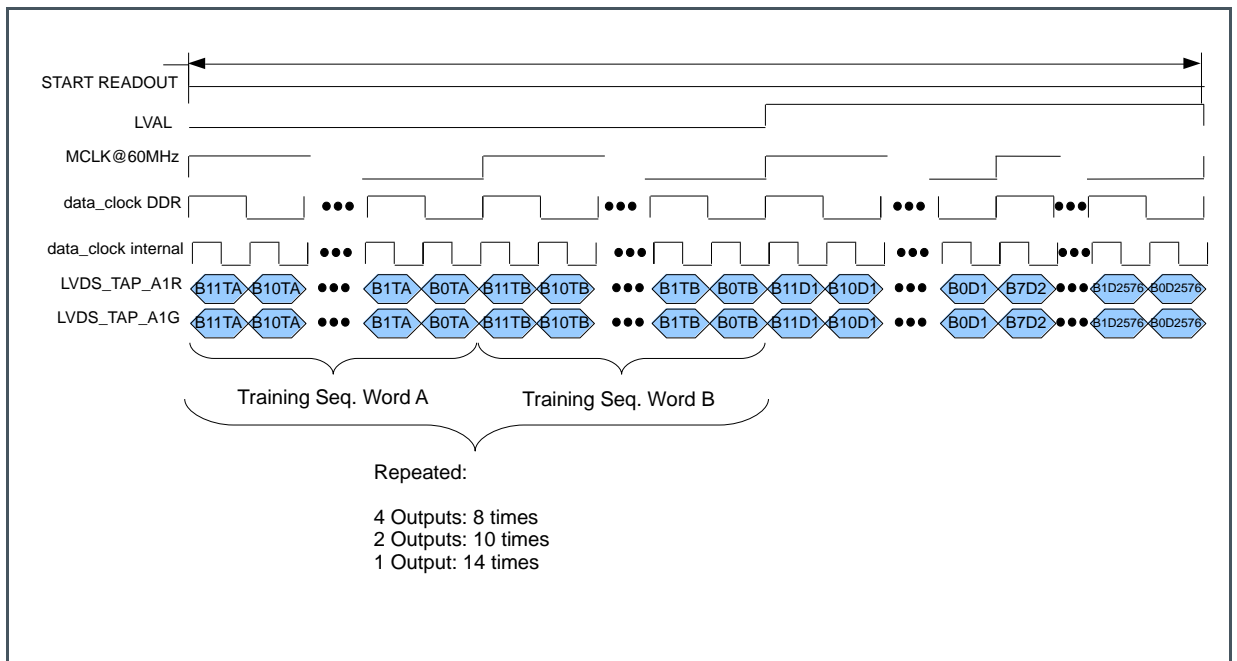 START READOUT
LVAL
MCLK@60MHz
data_clock DDR
data_clock internal
LVDS_TAP_A1R B11TA B10TA B1TA B0TA B11TB B10TB B1TB B0TB B11D1 B10D1 B0D1 B7D2 B1D2576 B0D2576
LVDS_TAP_A1G B11TA B10TA B1TA B0TA B11TB B10TB B1TB B0TB B11D1 B10D1 B0D1 B7D2 B1D2576 B0D2576
Training Seq. Word A Training Seq. Word B
Repeated:
4 Outputs: 8 times
2 Outputs: 10 times
1 Output: 14 times